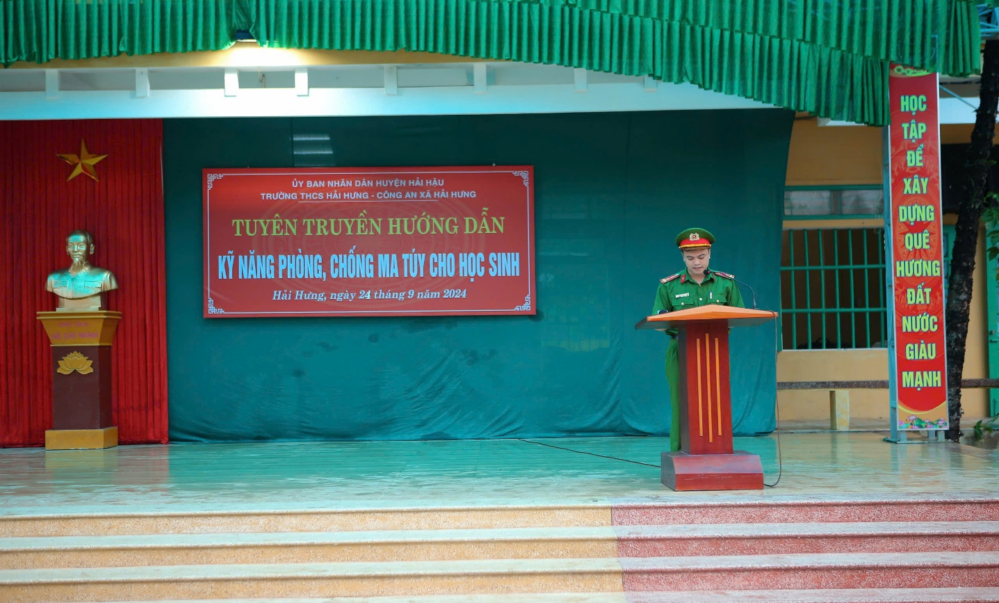 ỦY BAN NHÂN DÂN HUYỆN HẢI HẬU
TRƯỜNG THCS HẢI HƯNG - CÔNG AN XÃ HẢI HƯNG
TUYÊN TRUYỀN HƯỚNG DẪN
KỸ NĂNG PHÒNG, CHỐNG MA TÚY CHO HỌC SINH
Hải Hưng, ngày 24 tháng 9 năm 2024
HỌC
TẬP
ĐỂ
XÂY
DỰNG
QUÊ
HƯƠNG
ĐẤT
NƯỚC
GIÀU
MẠNH